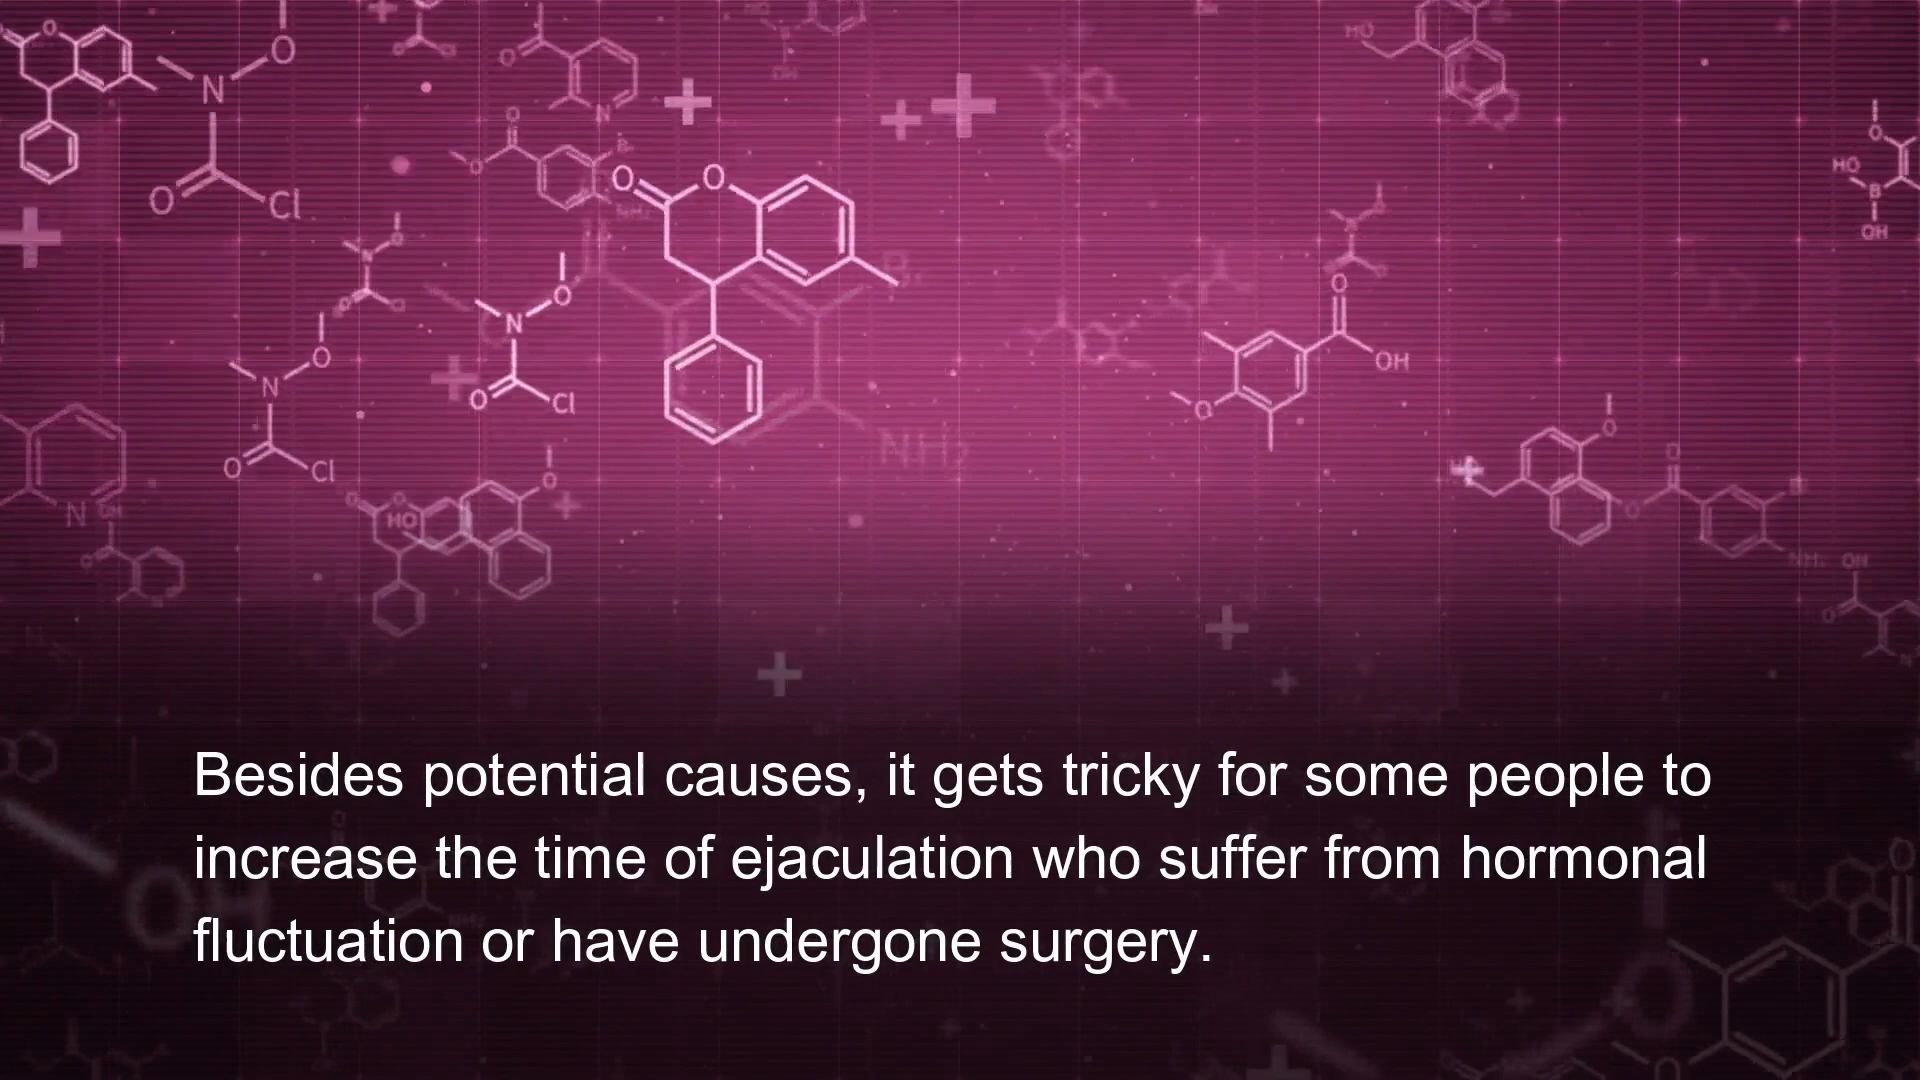 Besides potential causes, it gets tricky for some people to
increase the time of ejaculation who suffer from hormonal
fluctuation or have undergone surgery.